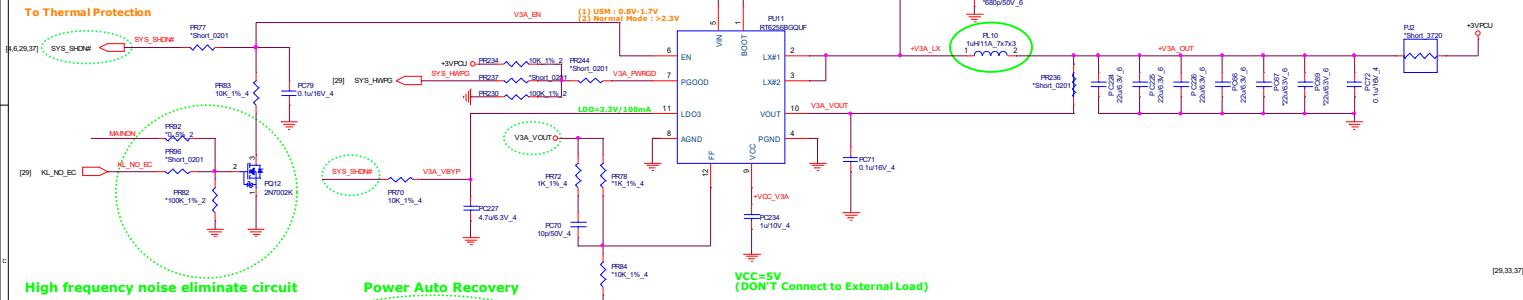 To Thermal Protection
V3A_EN
(1) USM : 0.8V-1.7V
(2) Normal Mode : >2.3V
*680p/50V_6
PU11
RT6256BGQUF
[4,6,29,37]
SYS_SHDN#
SYS_SHDN#
PR77
*Short_0201
5
1
VIN
BOOT
PL10
1uH/11A_7x7x3
1
2
PJ2
*Short_3720
+3VPCU
+3VPCU
PR234
10K_1%_2
PR244
*Short_0201
6
EN
LX#1
2
+V3A_LX
+V3A_OUT
[29]
SYS_HWPG
SYS_HWPG
PR237
*Short_0201
V3A_PWRGD
7
PGOOD
LX#2
3
PR230
100K_1%_2
PR83
10K_1%_4
PC79
0.1u/16V_4
PR236
*Short_0201
PC224
22u/6.3V_6
PC225
22u/6.3V_6
PC226
22u/6.3V_6
PC66
22u/6.3V_6
PC67
22u/6.3V_6
PC69
*22u/6.3V_6
PC72
0.1u/16V_4
LDO=3.3V/100mA
11
LDO3
VOUT
10
V3A_VOUT
MAINON
PR92
*0_5%_2
V3A_VOUT
8
AGND
PGND
4
PR96
*Short_0201
[29]
KL_NO_EC
KL_NO_EC
2
3
1
PQ12
2N7002K
PR82
*100K_1%_2
SYS_SHDN#
V3A_VBYP
PR70
10K_1%_4
PR72
1K_1%_4
PR78
*1K_1%_4
FF
VCC
12
9
PC71
0.1u/16V_4
+VCC_V3A
PC227
4.7u/6.3V_4
PC70
10p/50V_4
PC234
1u/10V_4
PR84
*10K_1%_4
C
[29,33,37]
VCC=5V
(DON'T Connect to External Load)
High frequency noise eliminate circuit
Power Auto Recovery